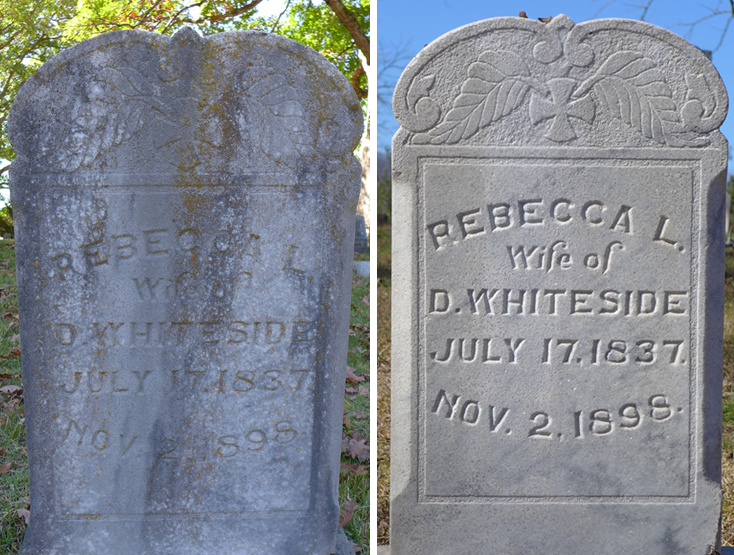 REBECCA L.
Wife of
D. WHITESIDE
JULY 17. 1837.
NOV. 2. 1898.
REBECCA L.
Wife of
D. WHITESIDE
JULY 17. 1837.
NOV. 2. 1898.